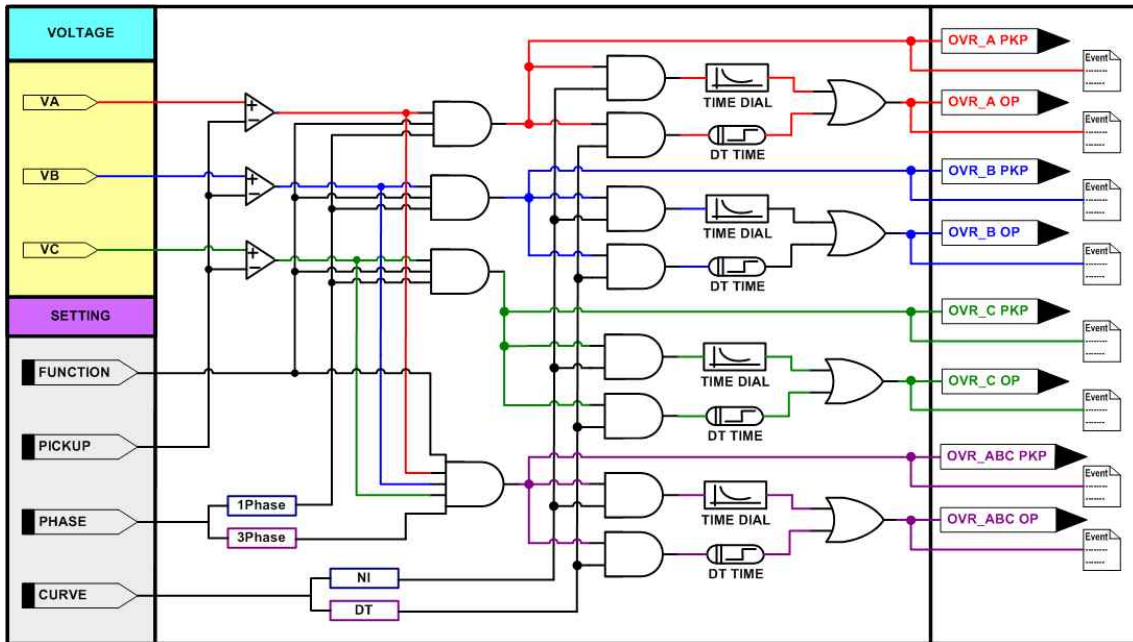 VOLTAGE
VA
VB
VC
SETTING
FUNCTION
PICKUP
PHASE
CURVE
1Phase
3Phase
NI
DT
+
−
+
−
+
−
TIME DIAL
DT TIME
TIME DIAL
DT TIME
TIME DIAL
DT TIME
TIME DIAL
DT TIME
OVR_A PKP
Event
OVR_A OP
Event
OVR_B PKP
Event
OVR_B OP
Event
OVR_C PKP
Event
OVR_C OP
Event
OVR_ABC PKP
Event
OVR_ABC OP
Event